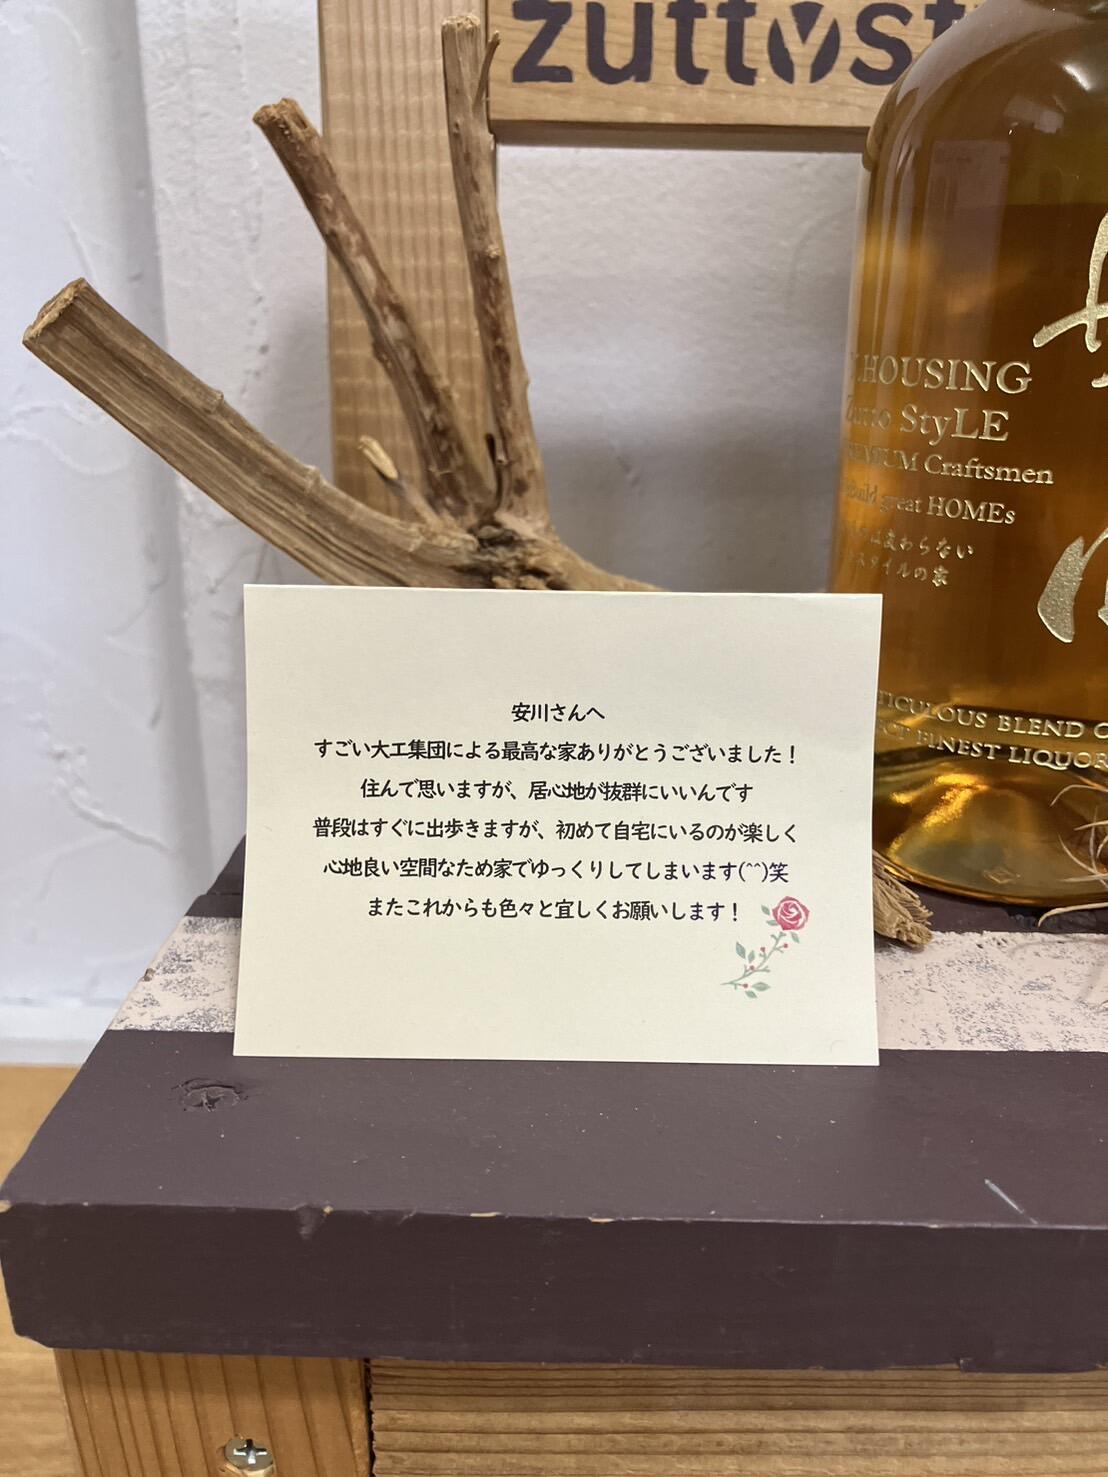 zuttost
.HOUSING
Zutto StyLE
PREMIUM Craftsmen
Build great HOMEs
はまわらない
スタイルの家
安川さんへ
すごい大工集団による最高な家ありがとうございました！
住んで思いますが、居心地が抜群にいいんです
普段はすぐに出歩きますが、初めて自宅にいるのが楽しく
心地良い空間なため家でゆっくりしてしまいます(^^)笑
またこれからも色々と宜しくお願いします！
TICULOUS BLEND O
CT FINEST LIQUOR